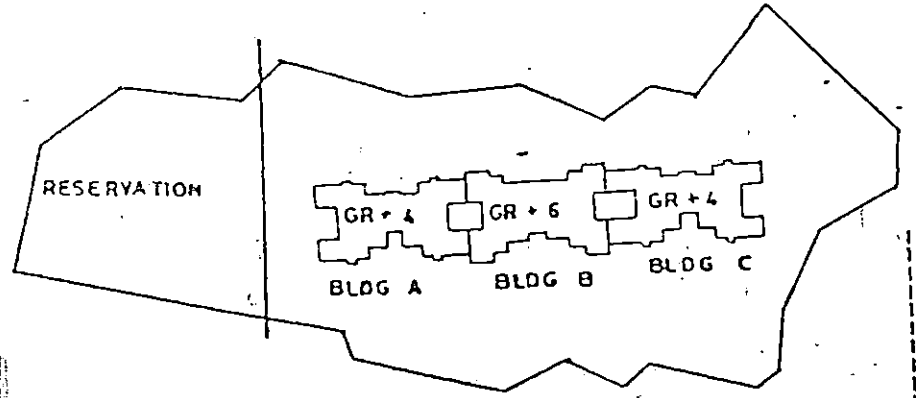 RESERVATION
GR + 4
GR + 6
GR + 4
BLDG A
BLDG B
BLDG C